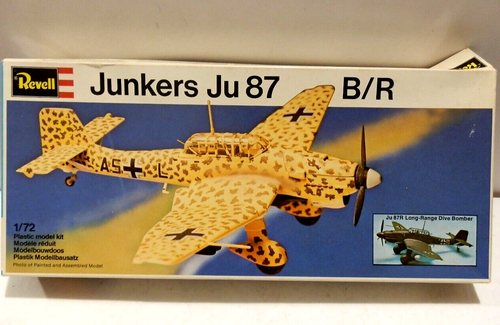 Revell
Junkers Ju 87 B/R
AS L
1/72
Plastic model kit
Modèle réduit
Modelbouwdoos
Plastik Modellbausatz
Photo of Painted and Assembled Model
Ju 87R Long-Range Dive Bomber